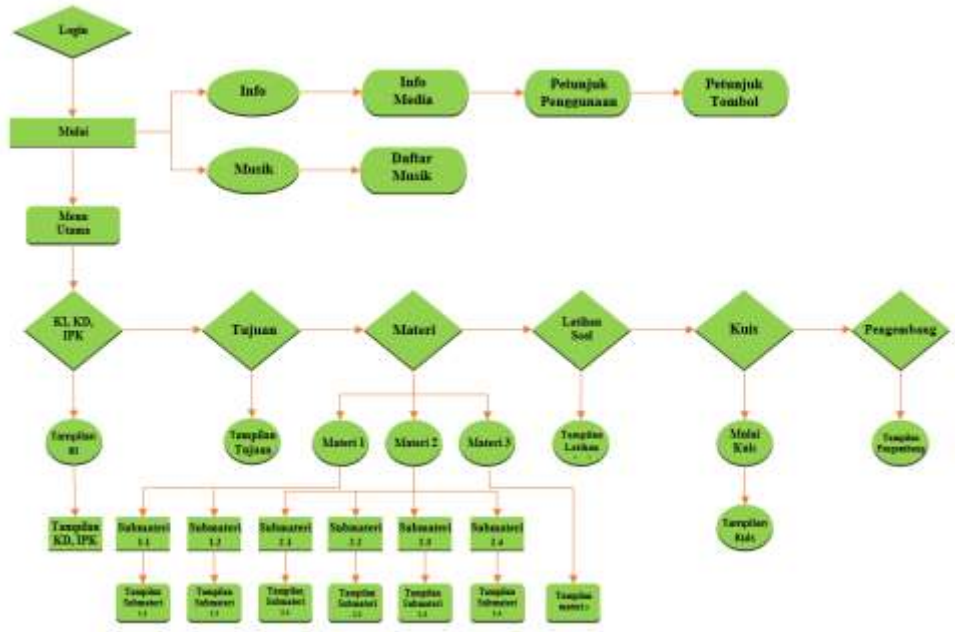 Login
Info
Info
Media
Petunjuk
Penggunaan
Petunjuk
Tombol
Mulai
Musik
Daftar
Musik
Menu
Utama
KI, KD,
IPK
Tujuan
Materi
Latihan
Soal
Kuis
Pengembang
Tampilan
KI
Tampilan
Tujuan
Materi 1
Materi 2
Materi 3
Tampilan
Latihan
Mulai
Kuis
Tampilan
Pengembang
Tampilan
KD, IPK
Submateri
1.1
Submateri
1.2
Submateri
2.1
Submateri
2.2
Submateri
2.3
Submateri
2.4
Tampilan
Kuis
Tampilan
Submateri
Tampilan
Submateri
Tampilan
Submateri
Tampilan
Submateri
Tampilan
Submateri
Tampilan
Submateri
Tampilan
materi